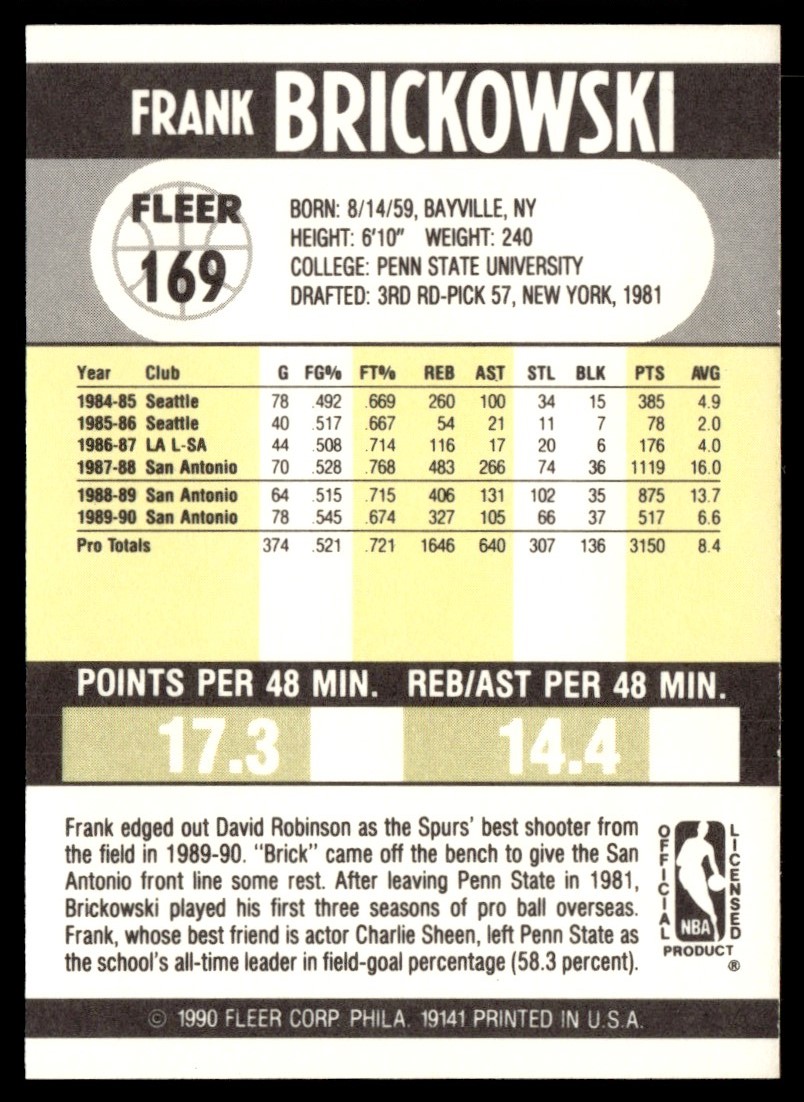 FRANK BRICKOWSKI
FLEER
169
BORN: 8/14/59, BAYVILLE, NY
HEIGHT: 6'10" WEIGHT: 240
COLLEGE: PENN STATE UNIVERSITY
DRAFTED: 3RD RD-PICK 57, NEW YORK, 1981
Year Club G FG% FT% REB AST STL BLK PTS AVG
1984-85 Seattle 78 .492 .669 260 100 34 15 385 4.9
1985-86 Seattle 40 .517 .667 54 21 11 7 78 2.0
1986-87 LA L-SA 44 .508 .714 116 17 20 6 176 4.0
1987-88 San Antonio 70 .528 .768 483 266 74 36 1119 16.0
1988-89 San Antonio 64 .515 .715 406 131 102 35 875 13.7
1989-90 San Antonio 78 .545 .674 327 105 66 37 517 6.6
Pro Totals 374 .521 .721 1646 640 307 136 3150 8.4
POINTS PER 48 MIN. REB/AST PER 48 MIN.
17.3 14.4
Frank edged out David Robinson as the Spurs' best shooter from
the field in 1989-90. "Brick" came off the bench to give the San
Antonio front line some rest. After leaving Penn State in 1981,
Brickowski played his first three seasons of pro ball overseas.
Frank, whose best friend is actor Charlie Sheen, left Penn State as
the school's all-time leader in field-goal percentage (58.3 percent).
OFFICIAL
LICENSED
NBA
PRODUCT
®
© 1990 FLEER CORP. PHILA. 19141 PRINTED IN U.S.A.